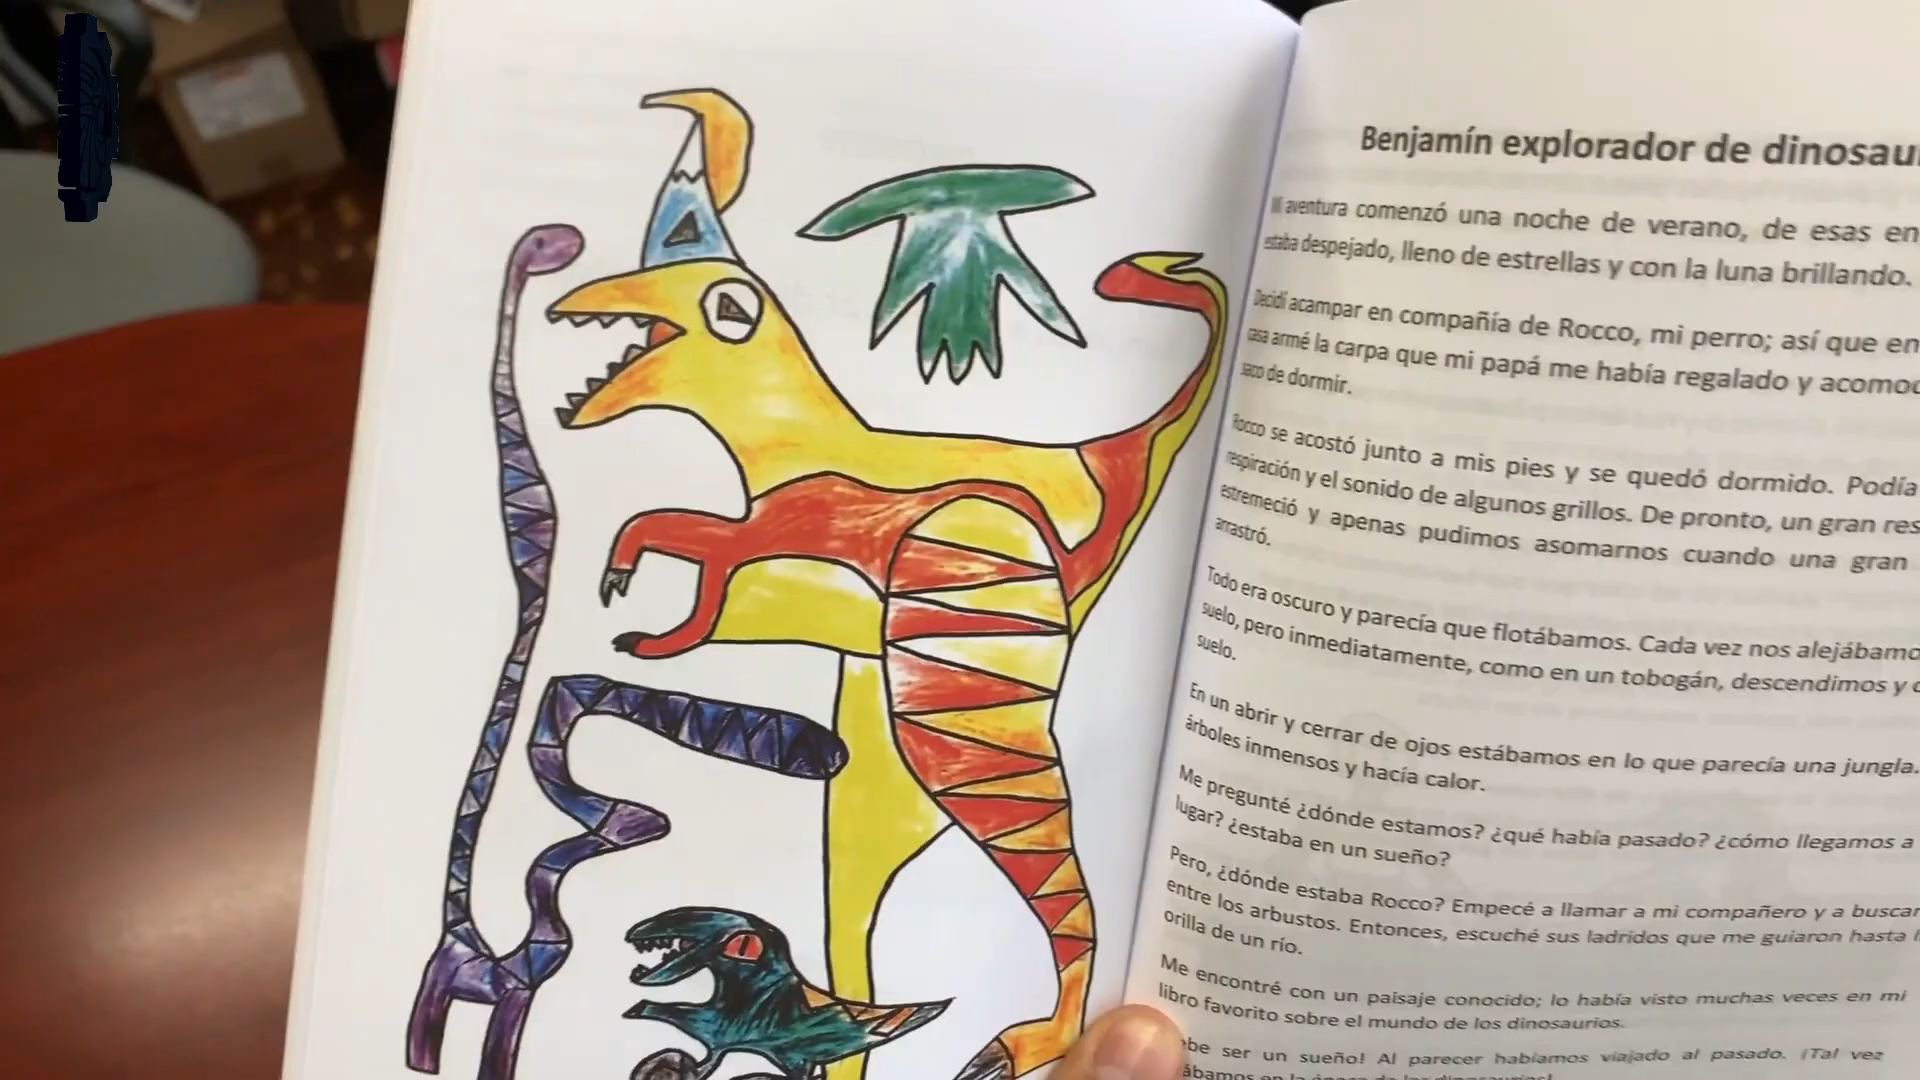 Benjamín explorador de
Mi aventura comenzó una noche de verano, de esas en
estaba despejado, lleno de estrellas y con la luna brillando.
Decidí acampar en compañía de Rocco, mi perro; así que en
casa armé la carpa que mi papá me había regalado y
saco de dormir.
Rocco se acostó junto a mis pies y se quedó dormido. Podía
respiración y el sonido de algunos grillos. De pronto, un gran
estremeció y apenas pudimos asomarnos cuando una gran
arrastró.
Todo era oscuro y parecía que flotábamos. Cada vez nos
suelo, pero inmediatamente, como en un tobogán, descendimos y
suelo.
En un abrir y cerrar de ojos estábamos en lo que parecía una jungla.
árboles inmensos y hacía calor.
Me pregunté ¿dónde estamos? ¿qué había pasado? ¿cómo llegamos a
lugar? ¿estaba en un sueño?
Pero, ¿dónde estaba Rocco? Empecé a llamar a mi compañero y a
entre los arbustos. Entonces, escuché sus ladridos que me guiaron hasta
orilla de un río.
Me encontré con un paisaje conocido; lo había visto muchas veces en mi
libro favorito sobre el mundo de los dinosaurios.
ser un sueño! Al parecer habíamos viajado al pasado. ¡Tal vez